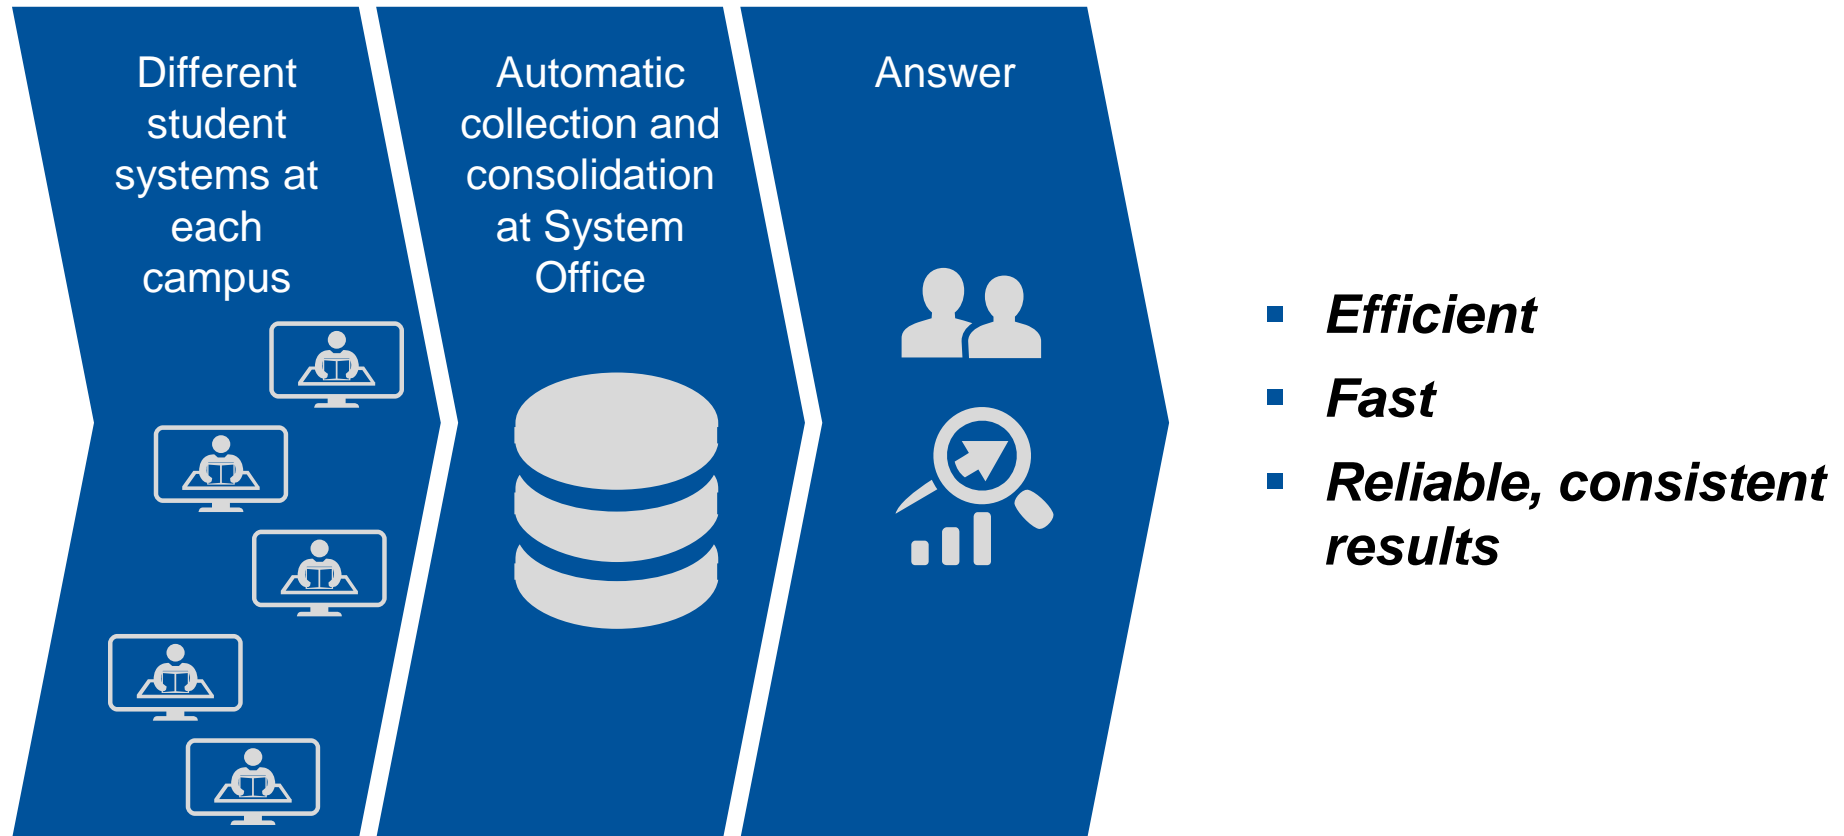 Different
student
systems at
each
campus
Automatic
collection and
consolidation
at System
Office
Answer
▪ Efficient
▪ Fast
▪ Reliable, consistent
results